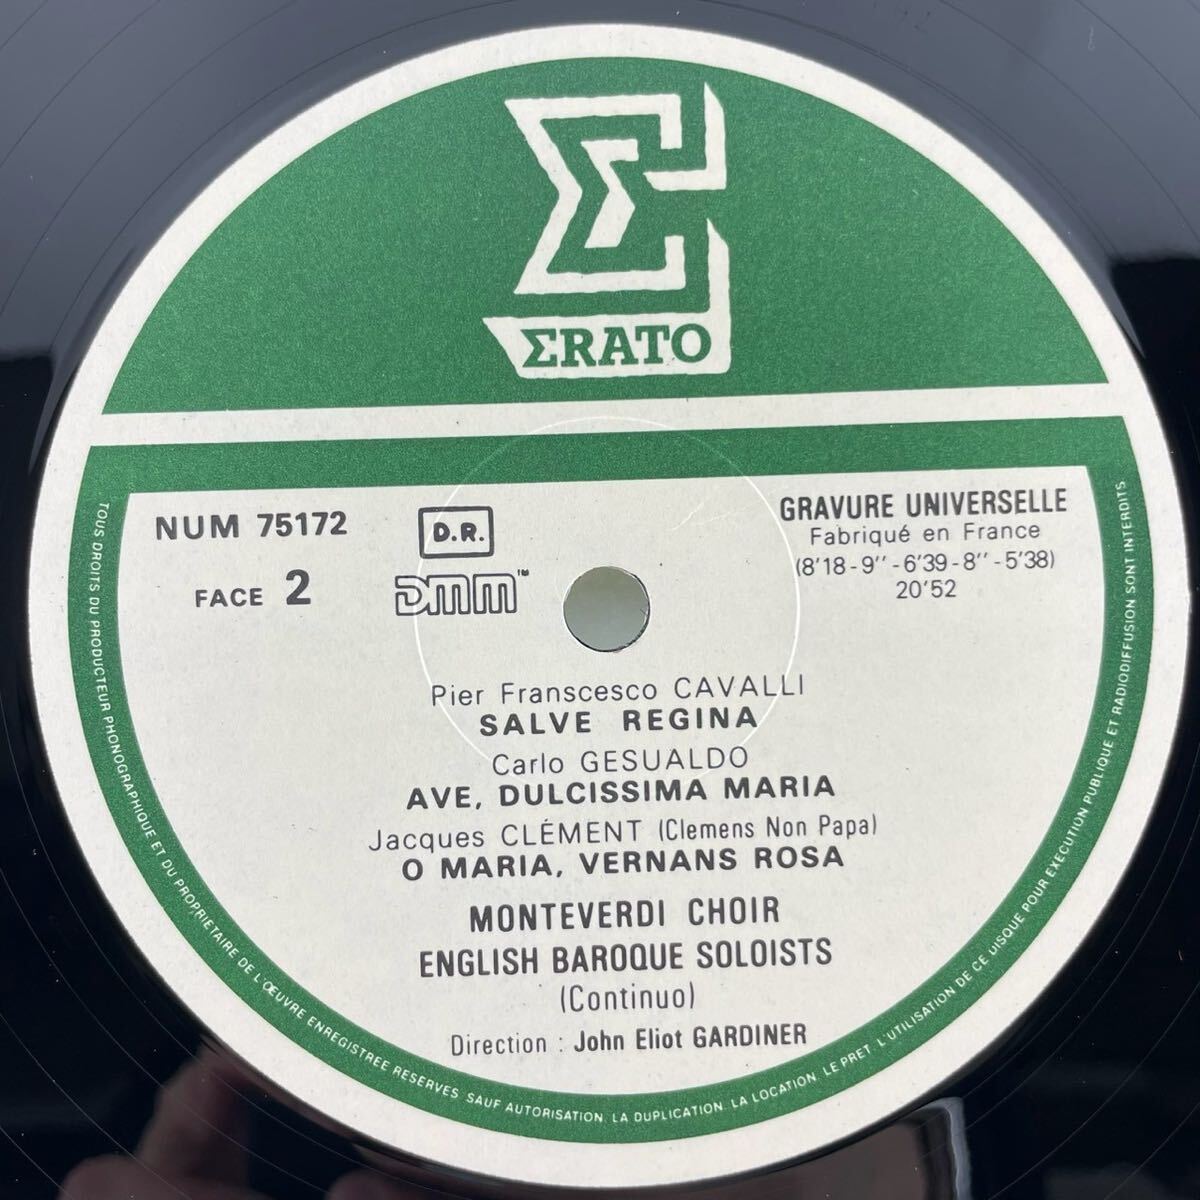 ΣRATO
NUM 75172
FACE 2
D.R.
DMM™
GRAVURE UNIVERSELLE
Fabriqué en France
(8'18 - 9'' - 6'39 - 8'' - 5'38)
20'52
Pier Franscesco CAVALLI
SALVE REGINA
Carlo GESUALDO
AVE, DULCISSIMA MARIA
Jacques CLÉMENT (Clemens Non Papa)
O MARIA, VERNANS ROSA
MONTEVERDI CHOIR
ENGLISH BAROQUE SOLOISTS
(Continuo)
Direction : John Eliot GARDINER
TOUS DROITS DU PRODUCTEUR PHONOGRAPHIQUE ET DU PROPRIETAIRE DE L'ŒUVRE ENREGISTREE RESERVES. SAUF AUTORISATION. LA DUPLICATION. LA LOCATION. LE PRET. L'UTILISATION DE CE DISQUE POUR EXECUTION PUBLIQUE ET RADIODIFFUSION SONT INTERDITS